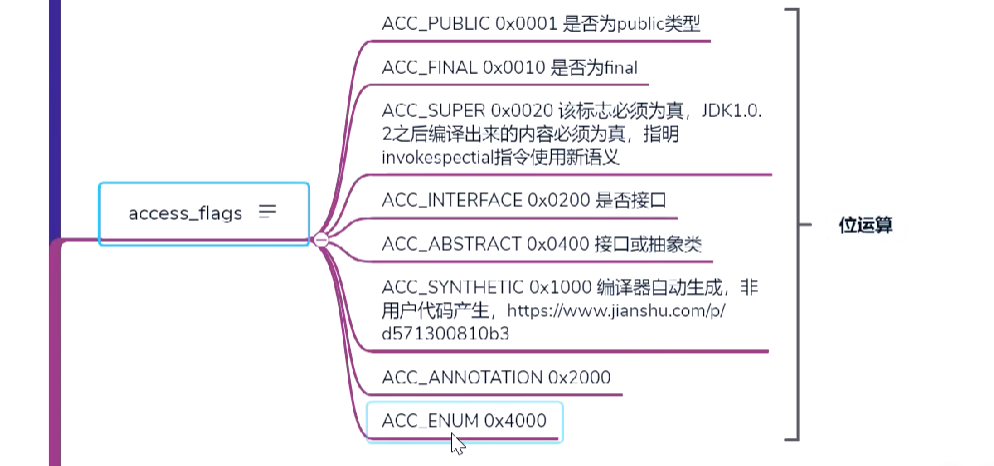 ACC_PUBLIC 0x0001 是否为public类型
ACC_FINAL 0x0010 是否为final
ACC_SUPER 0x0020 该标志必须为真，JDK1.0.
2之后编译出来的内容必须为真，指明
invokespectial指令使用新语义
access_flags
ACC_INTERFACE 0x0200 是否接口
ACC_ABSTRACT 0x0400 接口或抽象类
位运算
ACC_SYNTHETIC 0x1000 编译器自动生成，非
用户代码产生，https://www.jianshu.com/p/
d571300810b3
ACC_ANNOTATION 0x2000
ACC_ENUM 0x4000